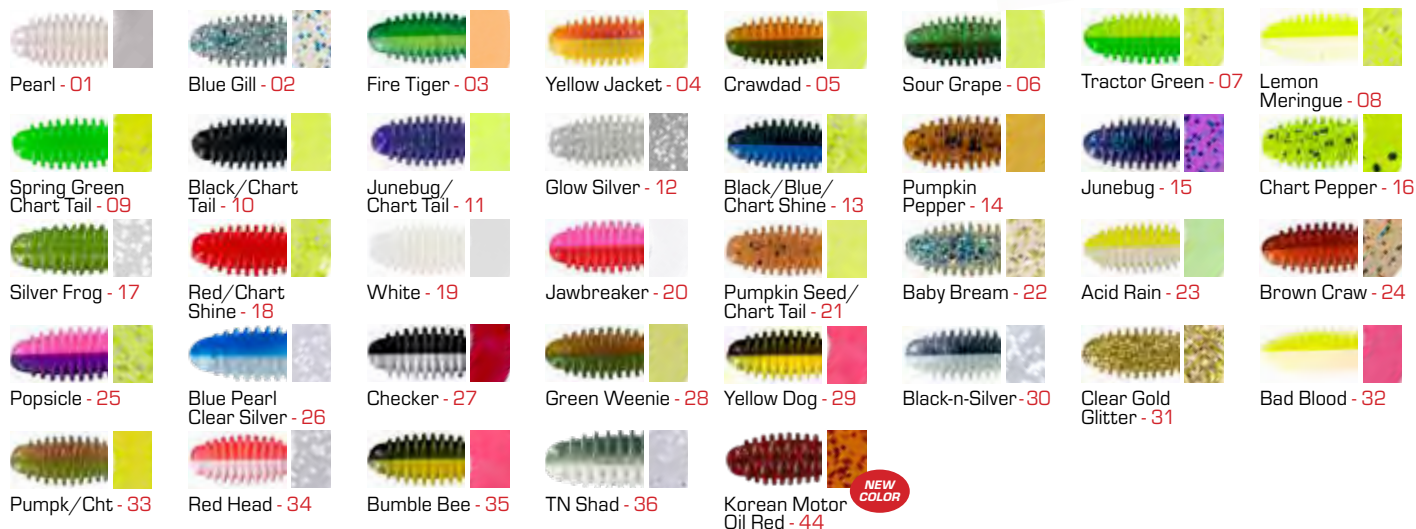 Pearl - 01
Blue Gill - 02
Fire Tiger - 03
Yellow Jacket - 04
Crawdad - 05
Sour Grape - 06
Tractor Green - 07
Lemon
Meringue - 08
Spring Green
Chart Tail - 09
Black/Chart
Tail - 10
Junebug/
Chart Tail - 11
Glow Silver - 12
Black/Blue/
Chart Shine - 13
Pumpkin
Pepper - 14
Junebug - 15
Chart Pepper - 16
Silver Frog - 17
Red/Chart
Shine - 18
White - 19
Jawbreaker - 20
Pumpkin Seed/
Chart Tail - 21
Baby Bream - 22
Acid Rain - 23
Brown Craw - 24
Popsicle - 25
Blue Pearl
Clear Silver - 26
Checker - 27
Green Weenie - 28
Yellow Dog - 29
Black-n-Silver-30
Clear Gold
Glitter - 31
Bad Blood - 32
Pumpk/Cht - 33
Red Head - 34
Bumble Bee - 35
TN Shad - 36
Korean Motor
Oil Red - 44
NEW
COLOR